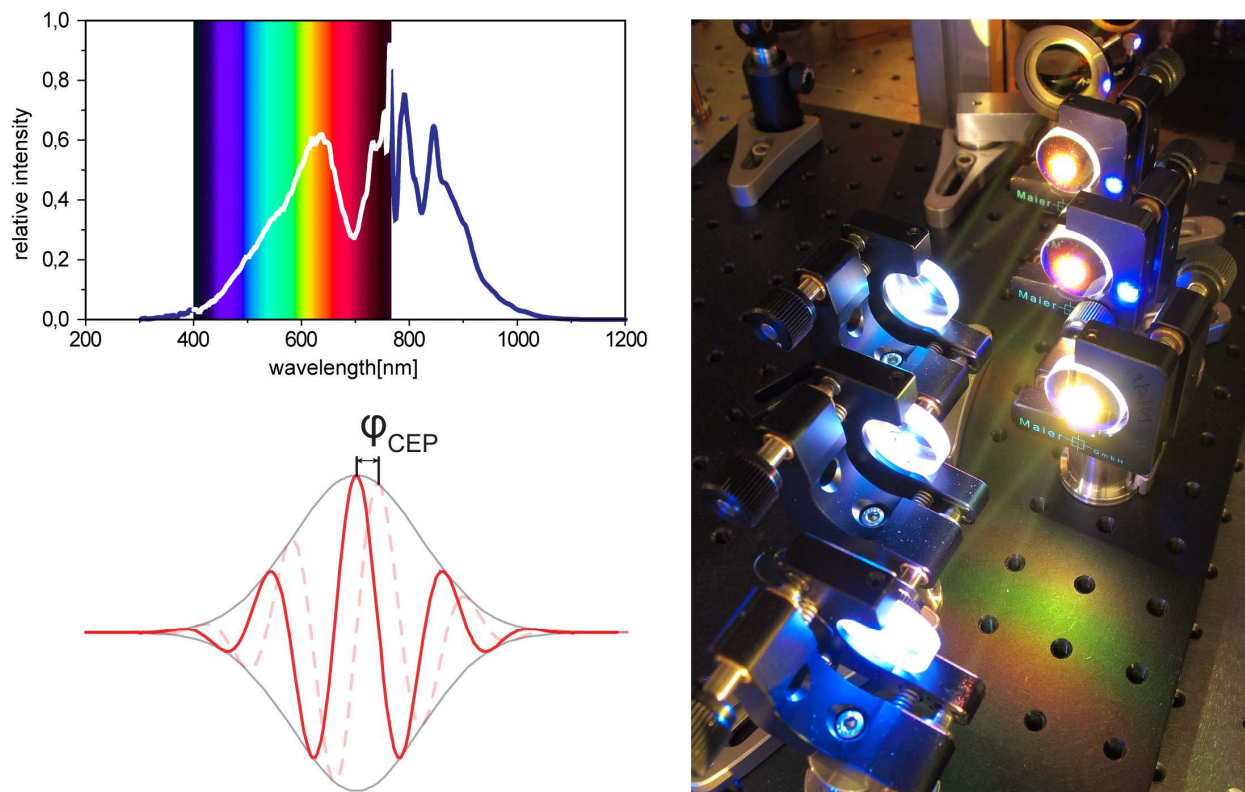 1,0
0,8
0,6
0,4
0,2
0,0
relative intensity
200 400 600 800 1000 1200
wavelength[nm]
φCEP
Maier
Maier
Maier GmbH